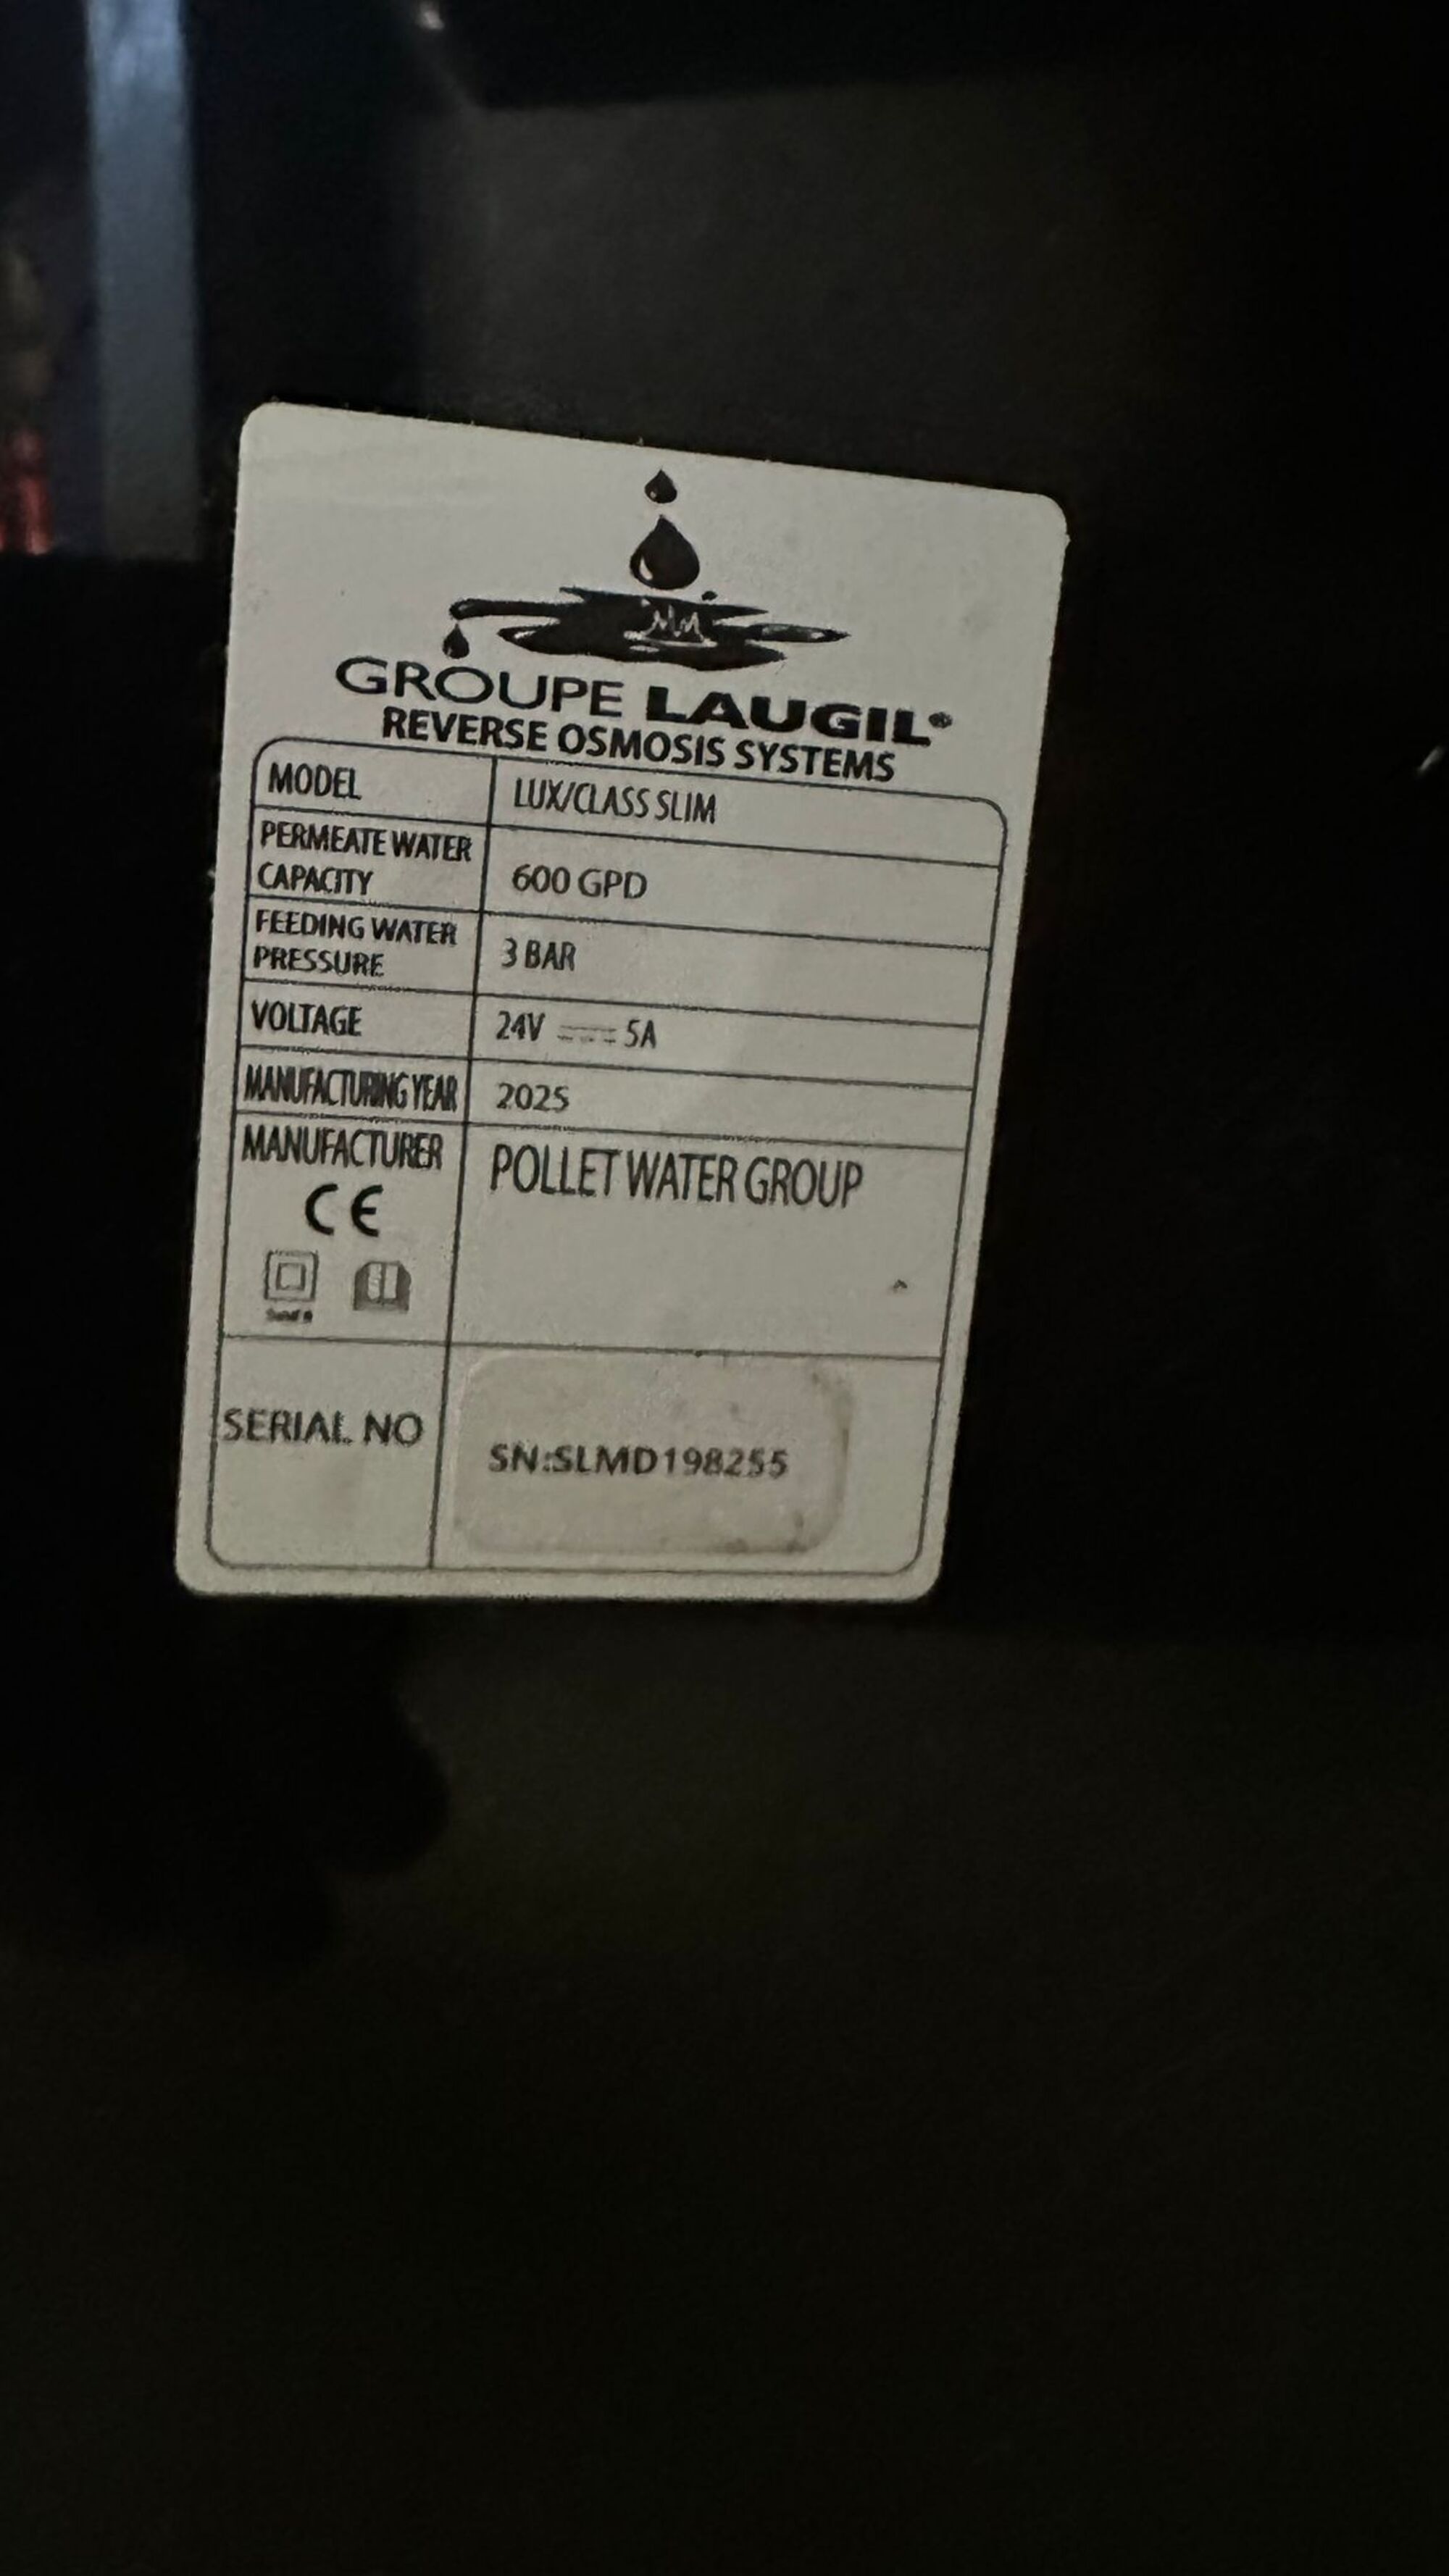 GROUPE LAUGIL®
REVERSE OSMOSIS SYSTEMS
MODEL LUX/CLASS SLIM
PERMEATE WATER
CAPACITY 600 GPD
FEEDING WATER
PRESSURE 3 BAR
VOLTAGE 24V ⎓ 5A
MANUFACTURING YEAR 2025
MANUFACTURER POLLET WATER GROUP
CE
SERIAL NO SN:SLMD198255